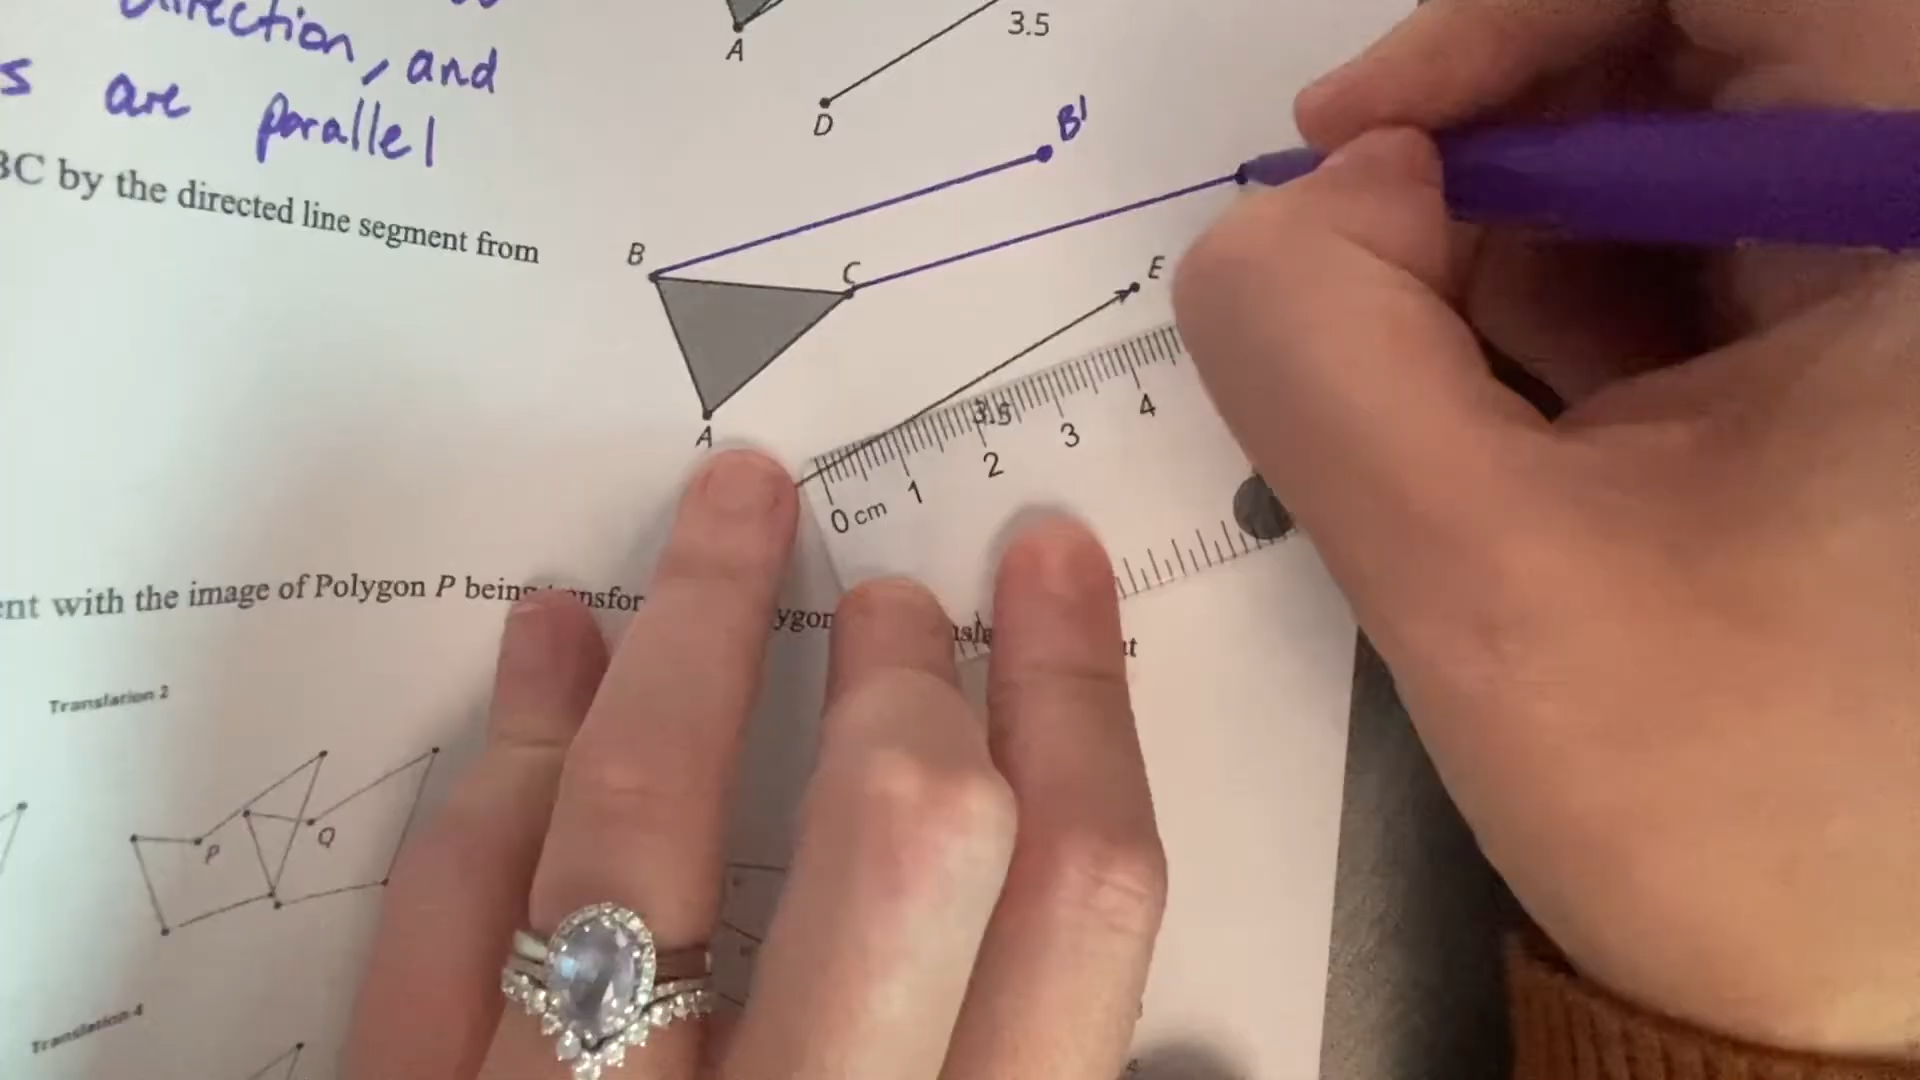 direction, and
s are parallel
BC by the directed line segment from
A
3.5
D
B'
B
C
E
A
3.5
0 cm 1 2 3 4
ent with the image of Polygon P being
Translation 2
P
Q
Translation 4